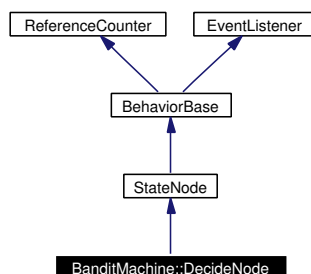 ReferenceCounter
EventListener
BehaviorBase
StateNode
BanditMachine::DecideNode